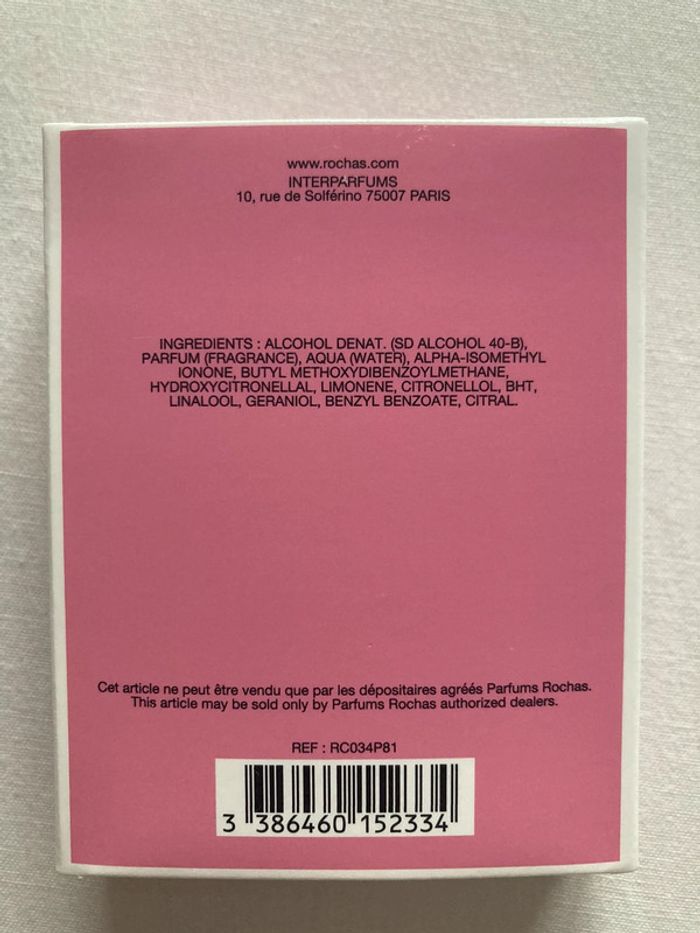 www.rochas.com
INTERPARFUMS
10, rue de Solférino 75007 PARIS
INGREDIENTS : ALCOHOL DENAT. (SD ALCOHOL 40-B),
PARFUM (FRAGRANCE), AQUA (WATER), ALPHA-ISOMETHYL
IONONE, BUTYL METHOXYDIBENZOYLMETHANE,
HYDROXYCITRONELLAL, LIMONENE, CITRONELLOL, BHT,
LINALOOL, GERANIOL, BENZYL BENZOATE, CITRAL.
Cet article ne peut être vendu que par les dépositaires agréés Parfums Rochas.
This article may be sold only by Parfums Rochas authorized dealers.
REF : RC034P81
3 386460 152334